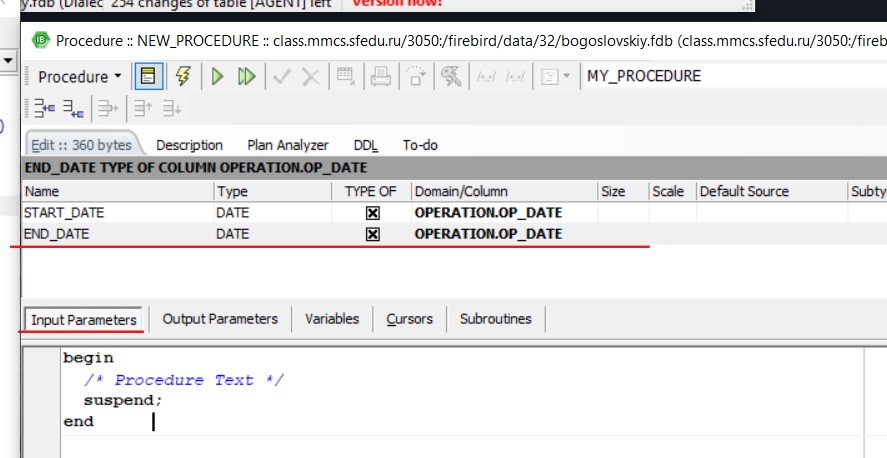 y.fdb (Dialec 254 changes of table [AGENT] left version now!
Procedure :: NEW_PROCEDURE :: class.mmcs.sfedu.ru/3050:/firebird/data/32/bogoslovskiy.fdb (class.mmcs.sfedu.ru/3050:/fireb
Procedure MY_PROCEDURE
Edit :: 360 bytes Description Plan Analyzer DDL To-do
END_DATE TYPE OF COLUMN OPERATION.OP_DATE
Name Type TYPE OF Domain/Column Size Scale Default Source Subty
START_DATE DATE OPERATION.OP_DATE
END_DATE DATE OPERATION.OP_DATE
Input Parameters Output Parameters Variables Cursors Subroutines
begin
/* Procedure Text */
suspend;
end